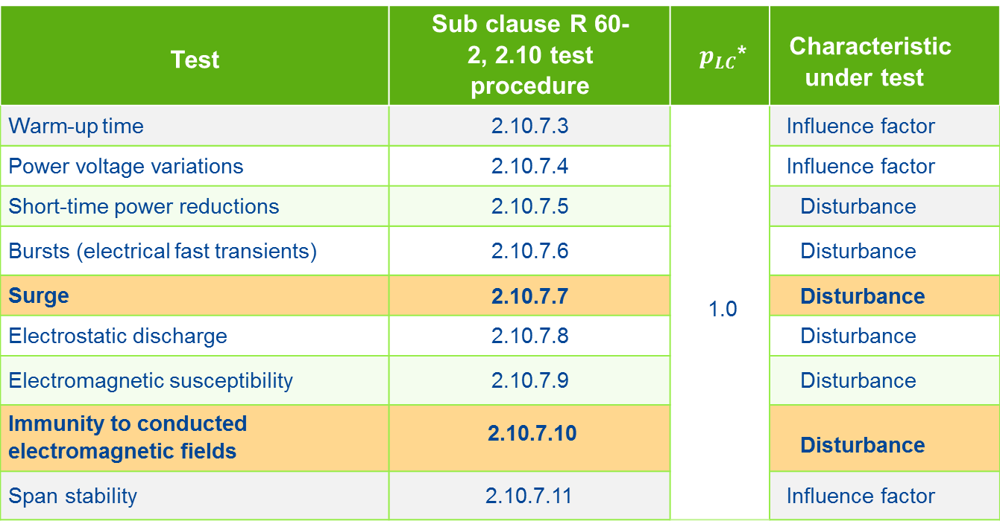 Test
Sub clause R 60-
2, 2.10 test
procedure
p_LC*
Characteristic
under test
Warm-up time
2.10.7.3
Influence factor
Power voltage variations
2.10.7.4
Influence factor
Short-time power reductions
2.10.7.5
Disturbance
Bursts (electrical fast transients)
2.10.7.6
Disturbance
Surge
2.10.7.7
1.0
Disturbance
Electrostatic discharge
2.10.7.8
Disturbance
Electromagnetic susceptibility
2.10.7.9
Disturbance
Immunity to conducted
electromagnetic fields
2.10.7.10
Disturbance
Span stability
2.10.7.11
Influence factor